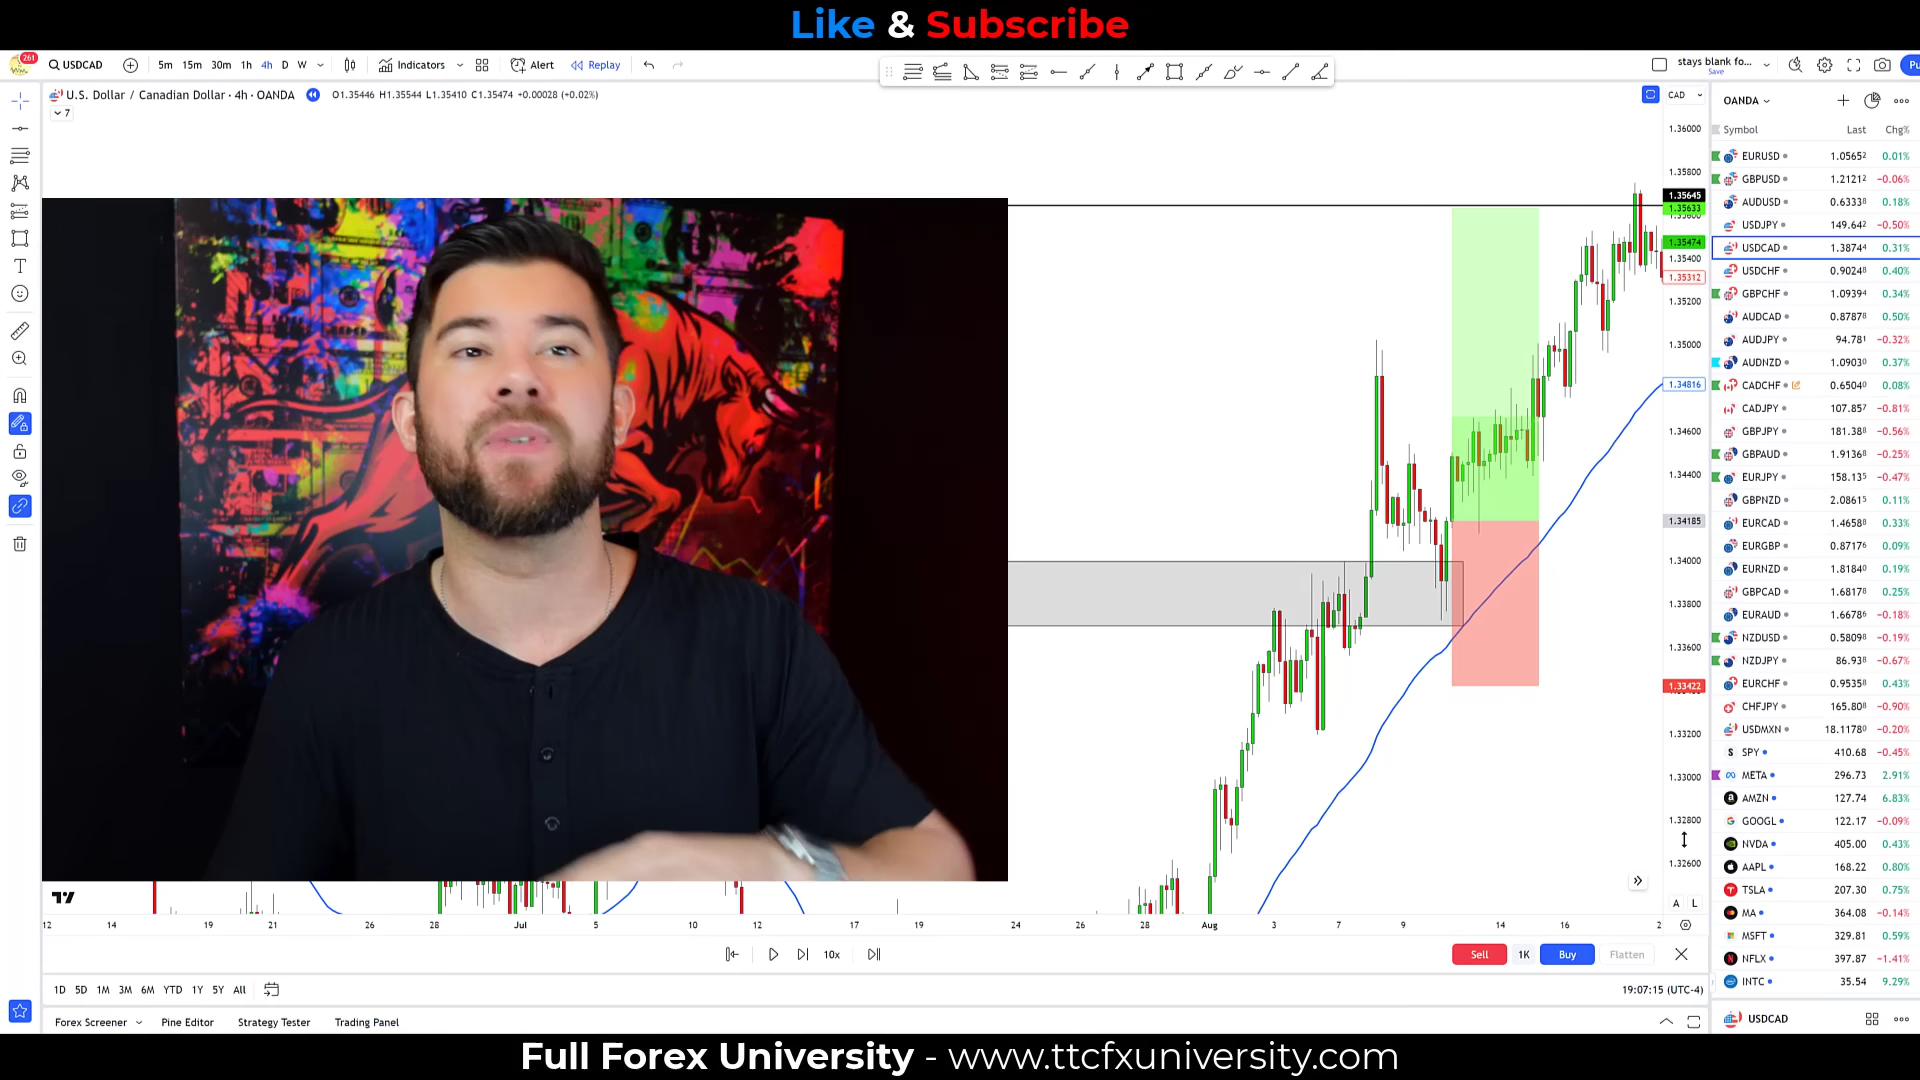 Like & Subscribe
261
USDCAD
5m 15m 30m 1h 4h D W
Indicators
Alert
Replay
stays blank fo...
Save
Pu
U.S. Dollar / Canadian Dollar · 4h · OANDA
O1.35446 H1.35544 L1.35410 C1.35474 +0.00028 (+0.02%)
7
CAD
1.36000
1.35800
1.35645
1.35633
1.35474
1.35400
1.35312
1.35200
1.35000
1.34816
1.34600
1.34400
1.34185
1.34000
1.33800
1.33600
1.33422
1.33200
1.33000
1.32800
1.32600
A L
12 14 19 21 26 28 Jul 5 10 12 17 19 24 26 28 Aug 3 7 9 14 16 2
10x
Sell 1K Buy Flatten
1D 5D 1M 3M 6M YTD 1Y 5Y All
19:07:15 (UTC-4)
Forex Screener Pine Editor Strategy Tester Trading Panel
OANDA
Symbol Last Chg%
EURUSD 1.05652 0.01%
GBPUSD 1.21212 −0.06%
AUDUSD 0.63338 0.18%
USDJPY 149.642 −0.50%
USDCAD 1.38744 0.31%
USDCHF 0.90248 0.40%
GBPCHF 1.09394 0.34%
AUDCAD 0.87878 0.50%
AUDJPY 94.781 −0.32%
AUDNZD 1.09030 0.37%
CADCHF 0.65040 0.08%
CADJPY 107.857 −0.81%
GBPJPY 181.388 −0.56%
GBPAUD 1.91368 −0.25%
EURJPY 158.135 −0.47%
GBPNZD 2.08615 0.11%
EURCAD 1.46588 0.33%
EURGBP 0.87176 0.09%
EURNZD 1.81840 0.19%
GBPCAD 1.68178 0.25%
EURAUD 1.66786 −0.18%
NZDUSD 0.58098 −0.19%
NZDJPY 86.938 −0.67%
EURCHF 0.95358 0.43%
CHFJPY 165.808 −0.90%
USDMXN 18.11780 −0.20%
SPY 410.68 −0.45%
META 296.73 2.91%
AMZN 127.74 6.83%
GOOGL 122.17 −0.09%
NVDA 405.00 0.43%
AAPL 168.22 0.80%
TSLA 207.30 0.75%
MA 364.08 −0.14%
MSFT 329.81 0.59%
NFLX 397.87 −1.41%
INTC 35.54 9.29%
USDCAD
Full Forex University - www.ttcfxuniversity.com